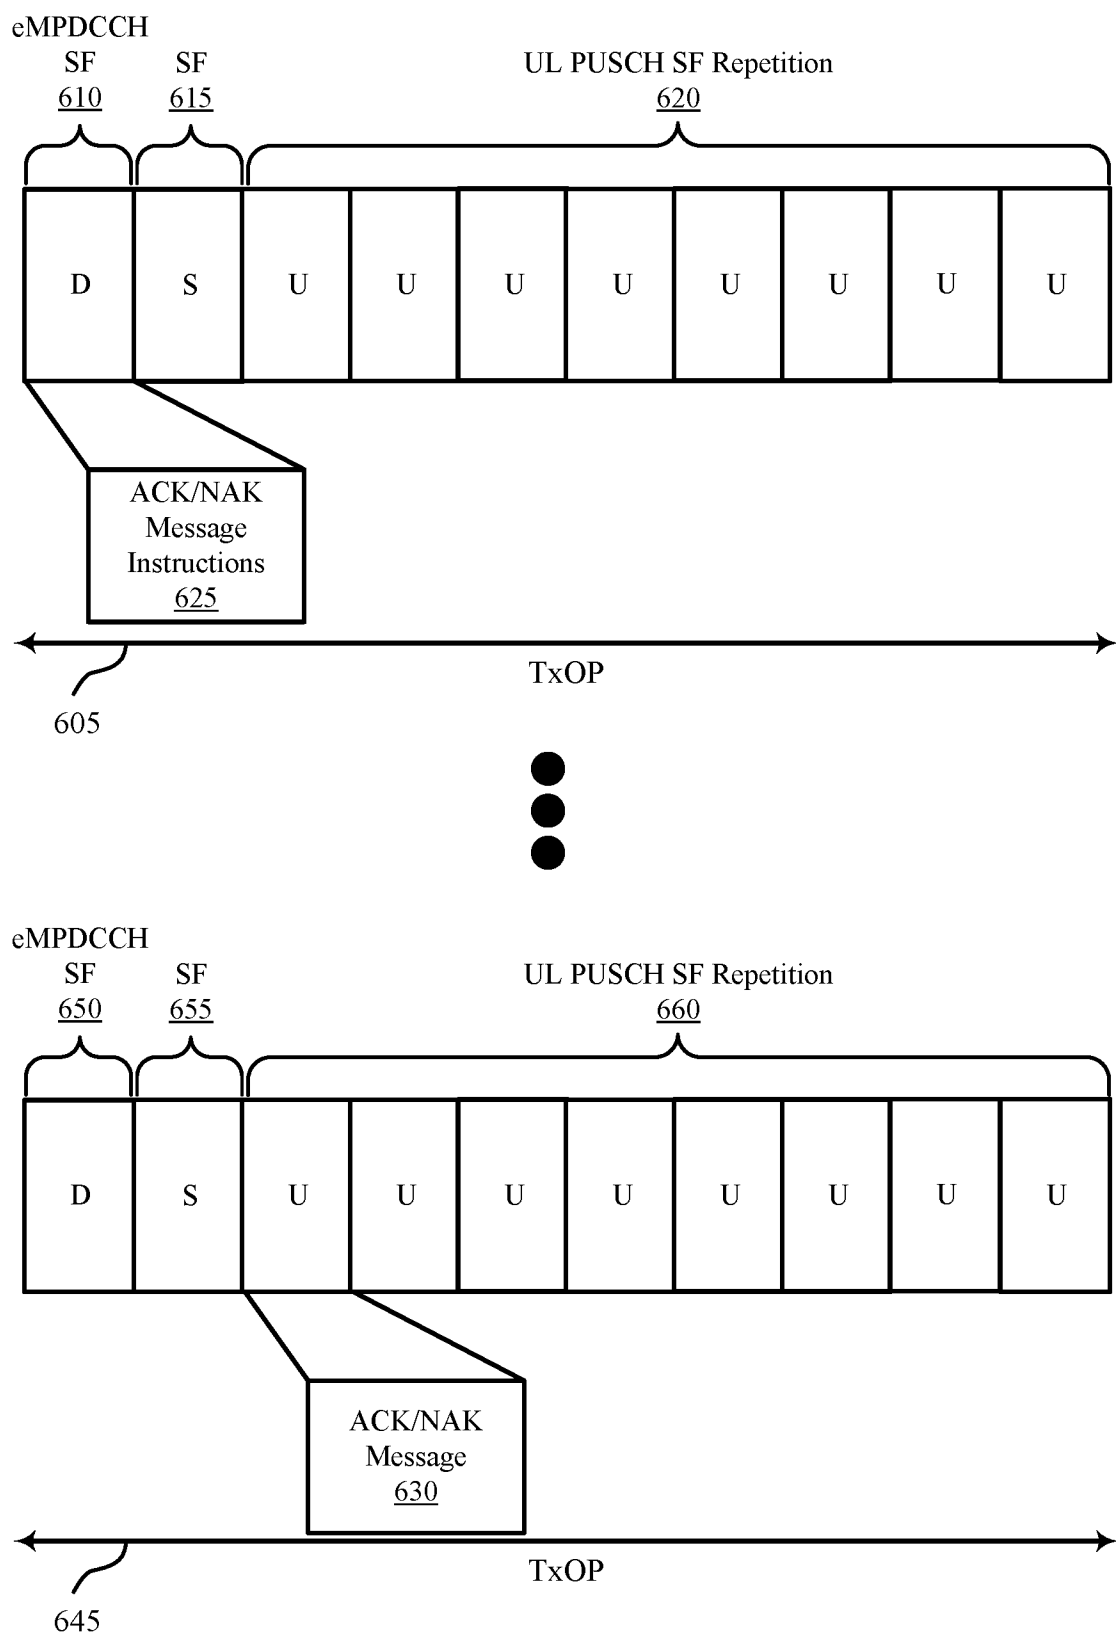 eMPDCCH
SF SF UL PUSCH SF Repetition
610 615 620
D S U U U U U U U U
ACK/NAK
Message
Instructions
625
TxOP
605
eMPDCCH
SF SF UL PUSCH SF Repetition
650 655 660
D S U U U U U U U U
ACK/NAK
Message
630
TxOP
645